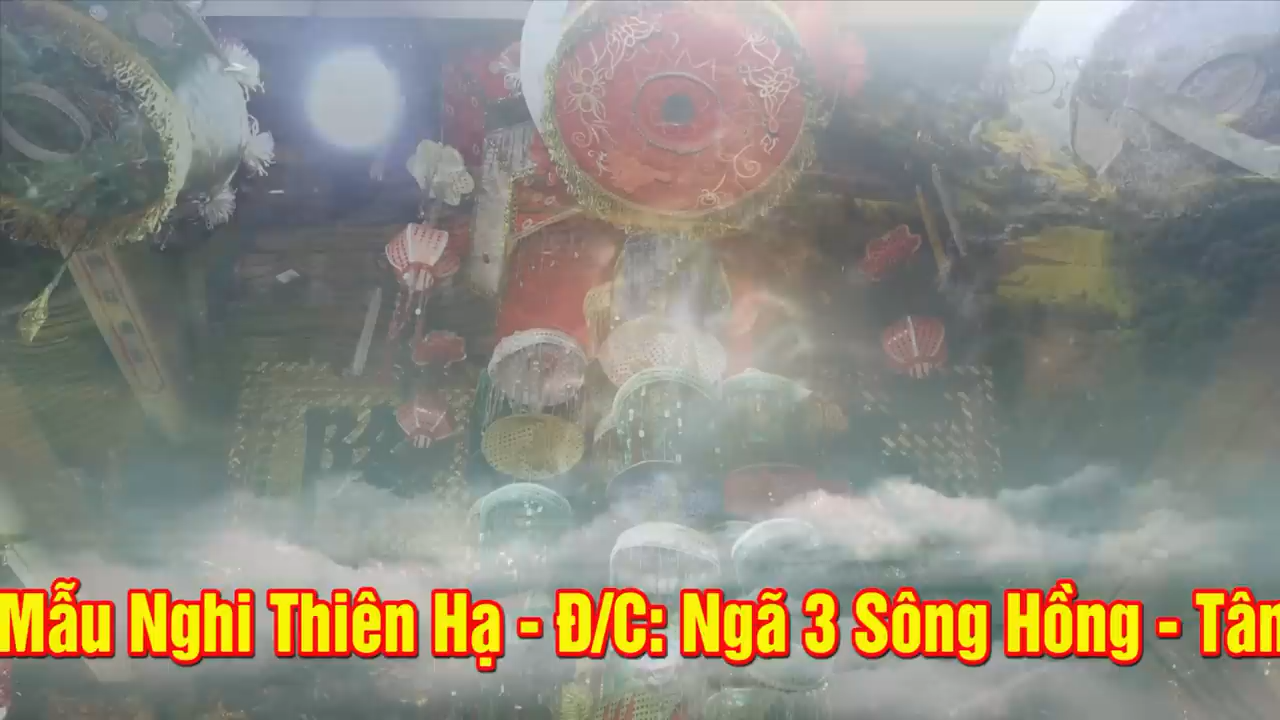 Mẫu Nghi Thiên Hạ - Đ/C: Ngã 3 Sông Hồng - Tân